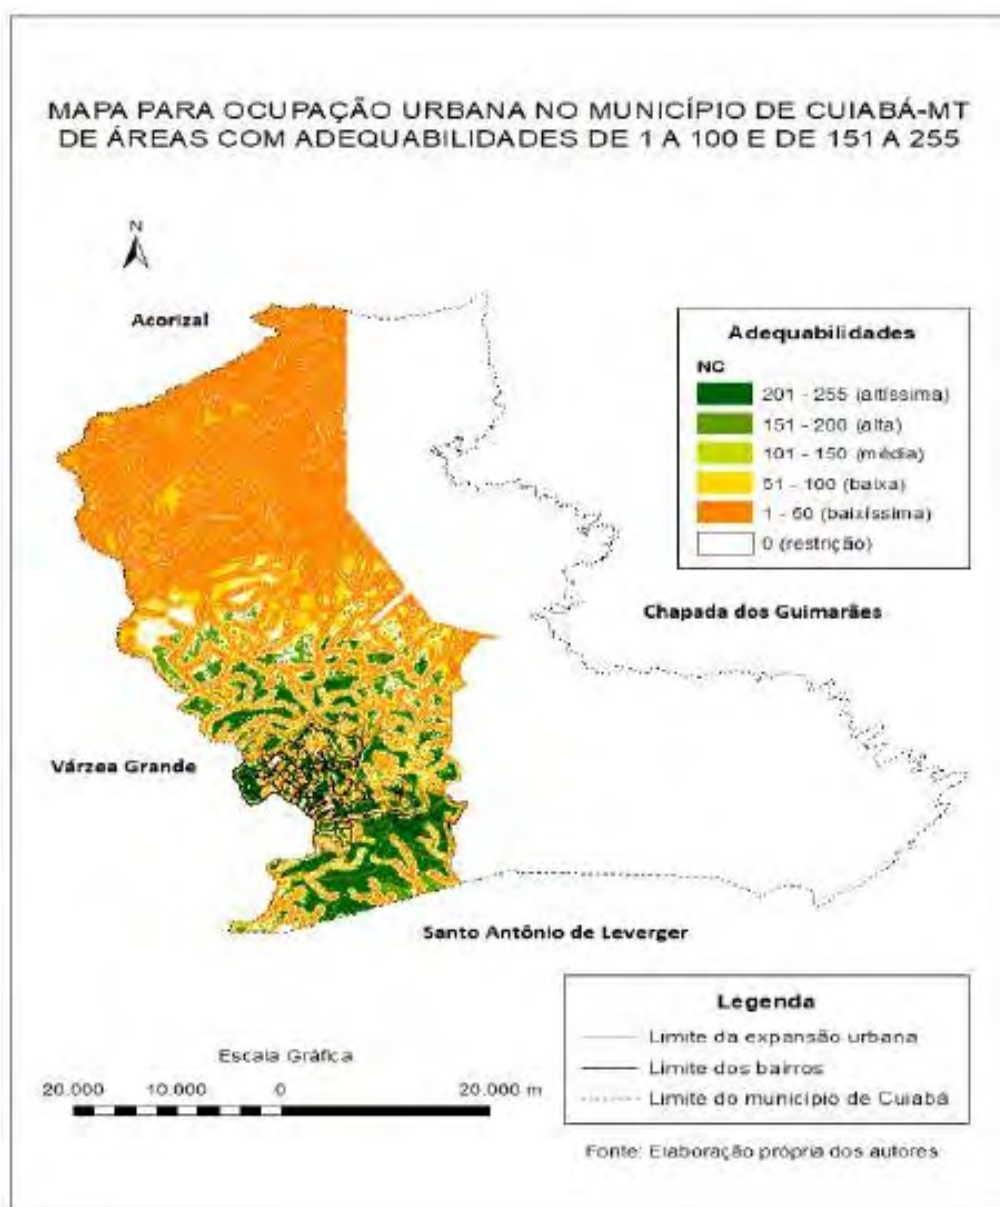 MAPA PARA OCUPAÇÃO URBANA NO MUNICÍPIO DE CUIABÁ-MT
DE ÁREAS COM ADEQUABILIDADES DE 1 A 100 E DE 151 A 255
N
Acorizal
Adequabilidades
NC
201 - 255 (altíssima)
151 - 200 (alta)
101 - 150 (média)
51 - 100 (baixa)
1 - 50 (baixíssima)
0 (restrição)
Chapada dos Guimarães
Várzea Grande
Santo Antônio de Leverger
Legenda
Limite da expansão urbana
Limite dos bairros
Limite do município de Cuiabá
Escala Gráfica
20.000 10.000 0 20.000 m
Fonte: Elaboração própria dos autores